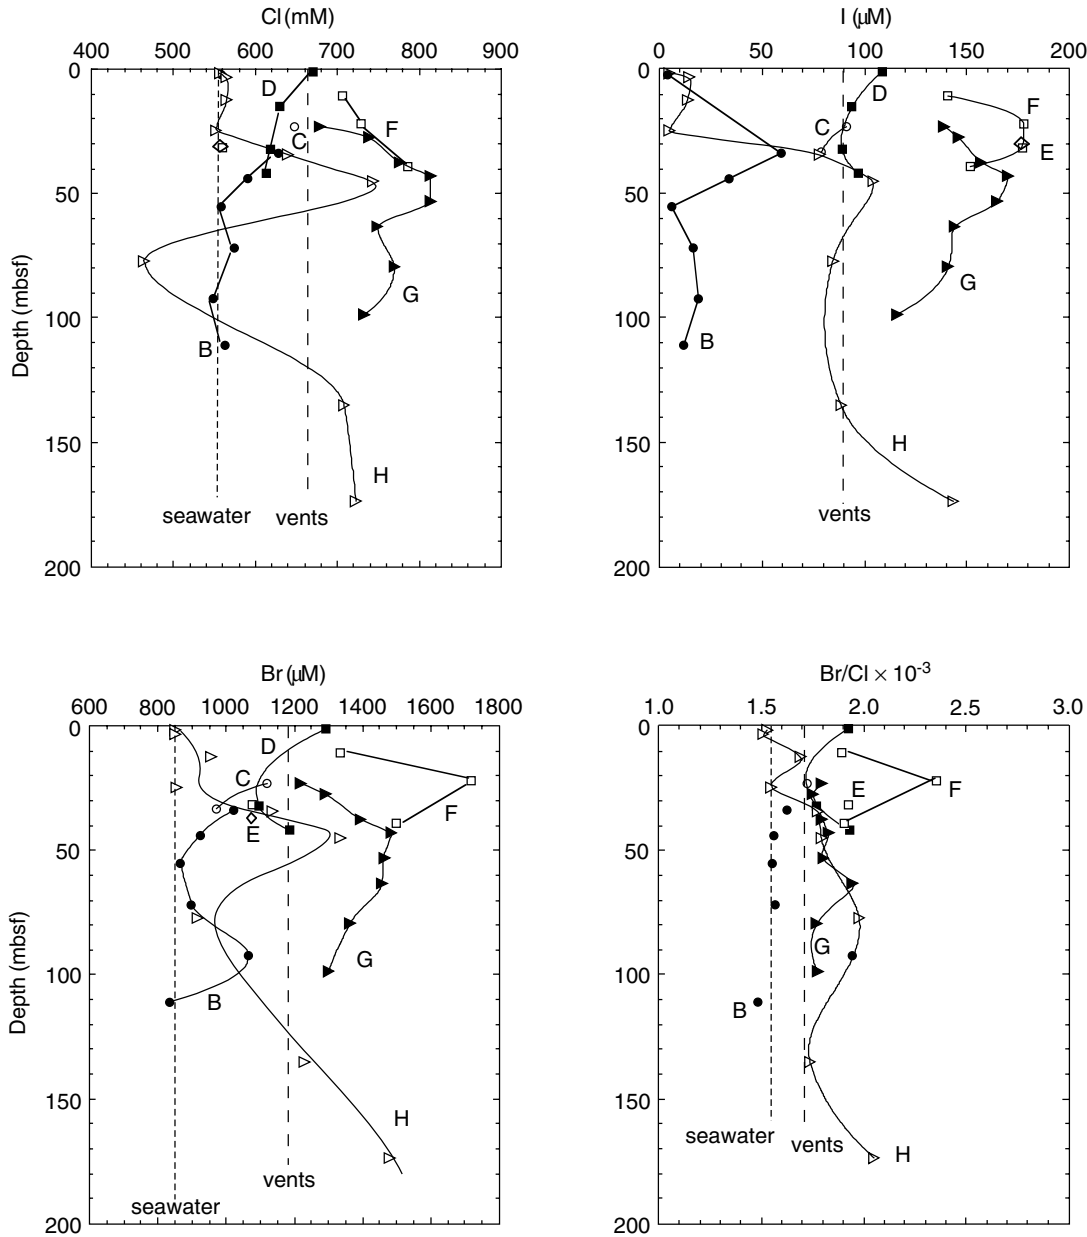 Cl (mM)
400 500 600 700 800 900
0
50
100
150
200
Depth (mbsf)
D
C
F
G
B
H
seawater
vents
I (µM)
0 50 100 150 200
0
50
100
150
200
D
C
F
E
G
B
H
vents
Br (µM)
600 800 1000 1200 1400 1600 1800
0
50
100
150
200
Depth (mbsf)
D
C
E
F
G
B
H
vents
seawater
Br/Cl × 10-3
1.0 1.5 2.0 2.5 3.0
0
50
100
150
200
E
F
G
B
seawater
vents
H